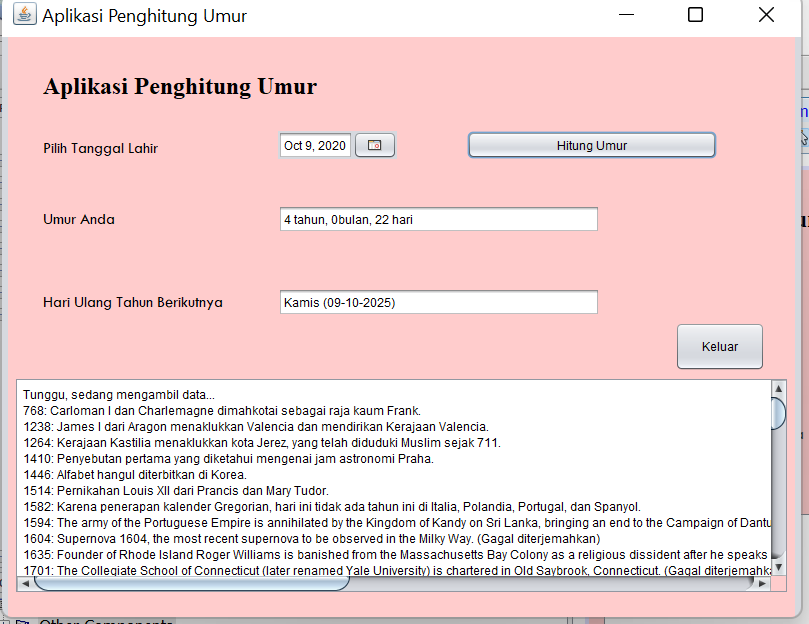 Aplikasi Penghitung Umur
Aplikasi Penghitung Umur
Pilih Tanggal Lahir
Oct 9, 2020
Hitung Umur
Umur Anda
4 tahun, 0bulan, 22 hari
Hari Ulang Tahun Berikutnya
Kamis (09-10-2025)
Keluar
Tunggu, sedang mengambil data...
768: Carloman I dan Charlemagne dimahkotai sebagai raja kaum Frank.
1238: James I dari Aragon menaklukkan Valencia dan mendirikan Kerajaan Valencia.
1264: Kerajaan Kastilia menaklukkan kota Jerez, yang telah diduduki Muslim sejak 711.
1410: Penyebutan pertama yang diketahui mengenai jam astronomi Praha.
1446: Alfabet hangul diterbitkan di Korea.
1514: Pernikahan Louis XII dari Prancis dan Mary Tudor.
1582: Karena penerapan kalender Gregorian, hari ini tidak ada tahun ini di Italia, Polandia, Portugal, dan Spanyol.
1594: The army of the Portuguese Empire is annihilated by the Kingdom of Kandy on Sri Lanka, bringing an end to the Campaign of Dantu
1604: Supernova 1604, the most recent supernova to be observed in the Milky Way. (Gagal diterjemahkan)
1635: Founder of Rhode Island Roger Williams is banished from the Massachusetts Bay Colony as a religious dissident after he speaks
1701: The Collegiate School of Connecticut (later renamed Yale University) is chartered in Old Saybrook, Connecticut. (Gagal diterjemahka
Other Components